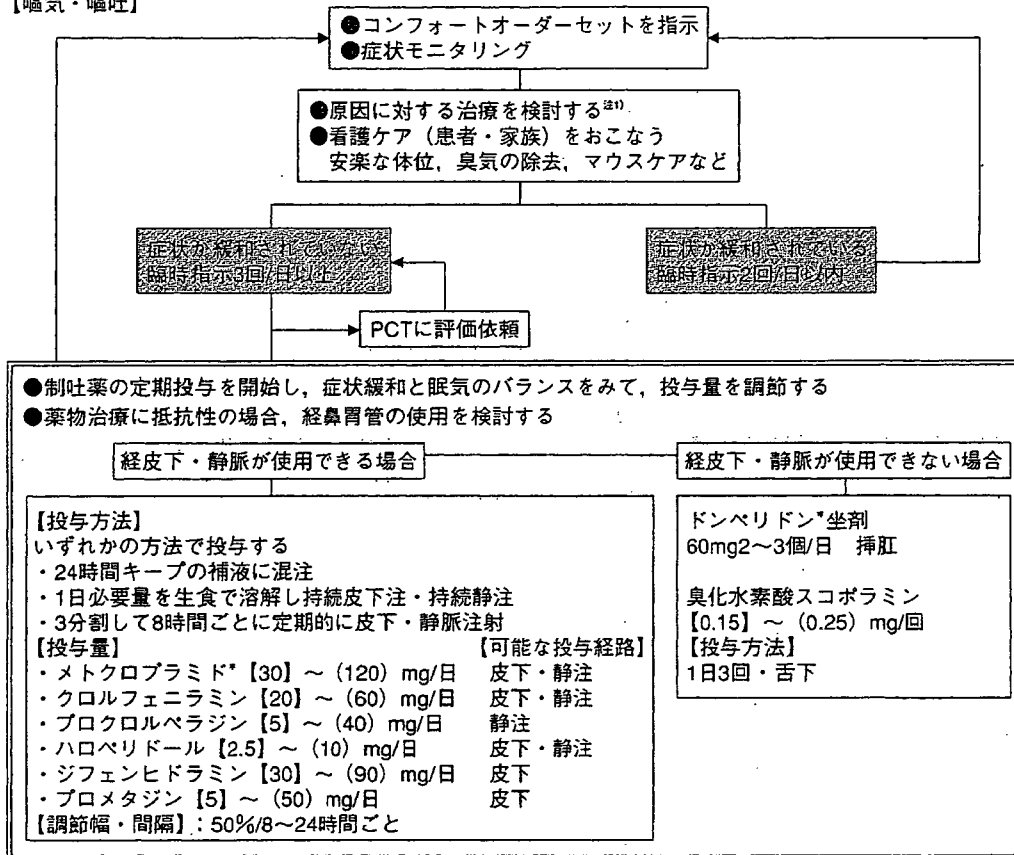 【嘔気・嘔吐】
●コンフォートオーダーセットを指示
●症状モニタリング
●原因に対する治療を検討する注1)
●看護ケア（患者・家族）をおこなう
安楽な体位，臭気の除去，マウスケアなど
症状が緩和されていない
臨時指示3回/日以上
症状が緩和されている
臨時指示2回/日以内
PCTに評価依頼
●制吐薬の定期投与を開始し，症状緩和と眠気のバランスをみて，投与量を調節する
●薬物治療に抵抗性の場合，経鼻胃管の使用を検討する
経皮下・静脈が使用できる場合
経皮下・静脈が使用できない場合
【投与方法】
いずれかの方法で投与する
・24時間キープの補液に混注
・1日必要量を生食で溶解し持続皮下注・持続静注
・3分割して8時間ごとに定期的に皮下・静脈注射
【投与量】 【可能な投与経路】
・メトクロプラミド*【30】～（120）mg/日 皮下・静注
・クロルフェニラミン【20】～（60）mg/日 皮下・静注
・プロクロルペラジン【5】～（40）mg/日 静注
・ハロペリドール【2.5】～（10）mg/日 皮下・静注
・ジフェンヒドラミン【30】～（90）mg/日 皮下
・プロメタジン【5】～（50）mg/日 皮下
【調節幅・間隔】：50％/8～24時間ごと
ドンペリドン*坐剤
60mg2～3個/日 挿肛
臭化水素酸スコポラミン
【0.15】～（0.25）mg/回
【投与方法】
1日3回・舌下